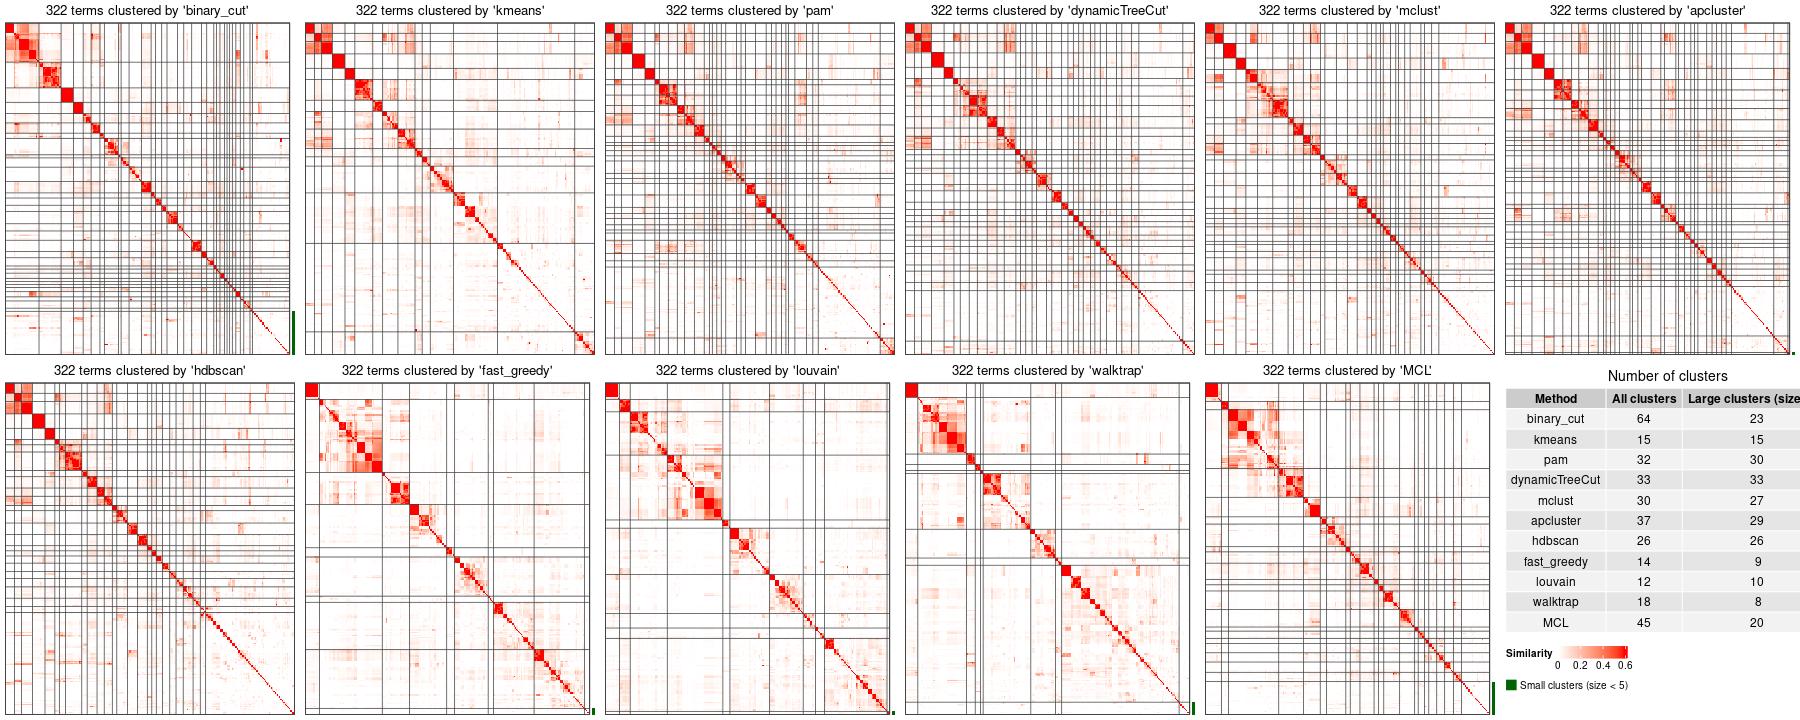 322 terms clustered by 'binary_cut'
322 terms clustered by 'kmeans'
322 terms clustered by 'pam'
322 terms clustered by 'dynamicTreeCut'
322 terms clustered by 'mclust'
322 terms clustered by 'apcluster'
322 terms clustered by 'hdbscan'
322 terms clustered by 'fast_greedy'
322 terms clustered by 'louvain'
322 terms clustered by 'walktrap'
322 terms clustered by 'MCL'
Number of clusters
Method All clusters Large clusters (size
binary_cut 64 23
kmeans 15 15
pam 32 30
dynamicTreeCut 33 33
mclust 30 27
apcluster 37 29
hdbscan 26 26
fast_greedy 14 9
louvain 12 10
walktrap 18 8
MCL 45 20
Similarity
0 0.2 0.4 0.6
Small clusters (size < 5)